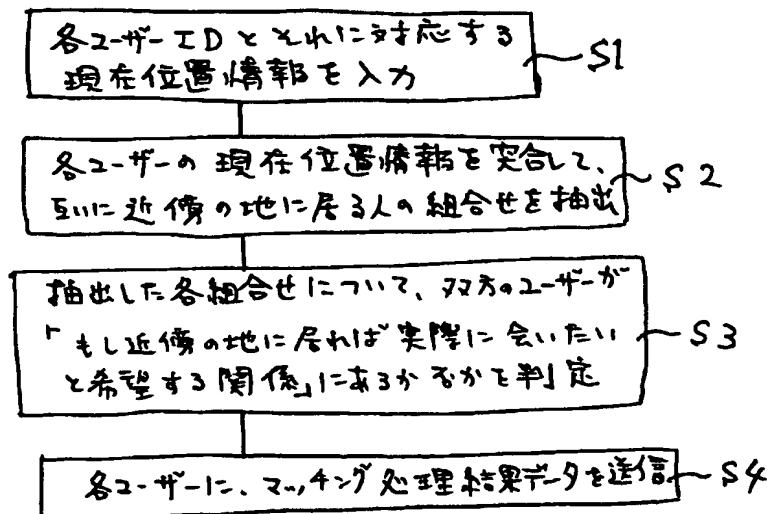 各ユーザーIDとそれに対応する
現在位置情報を入力
S1
各ユーザーの現在位置情報を突合して、
互いに近傍の地に居る人の組合せを抽出
S2
抽出した各組合せについて、双方のユーザーが
「もし近傍の地に居れば実際に会いたい
と希望する関係」にあるか否かを判定
S3
各ユーザーに、マッチング処理結果データを送信
S4